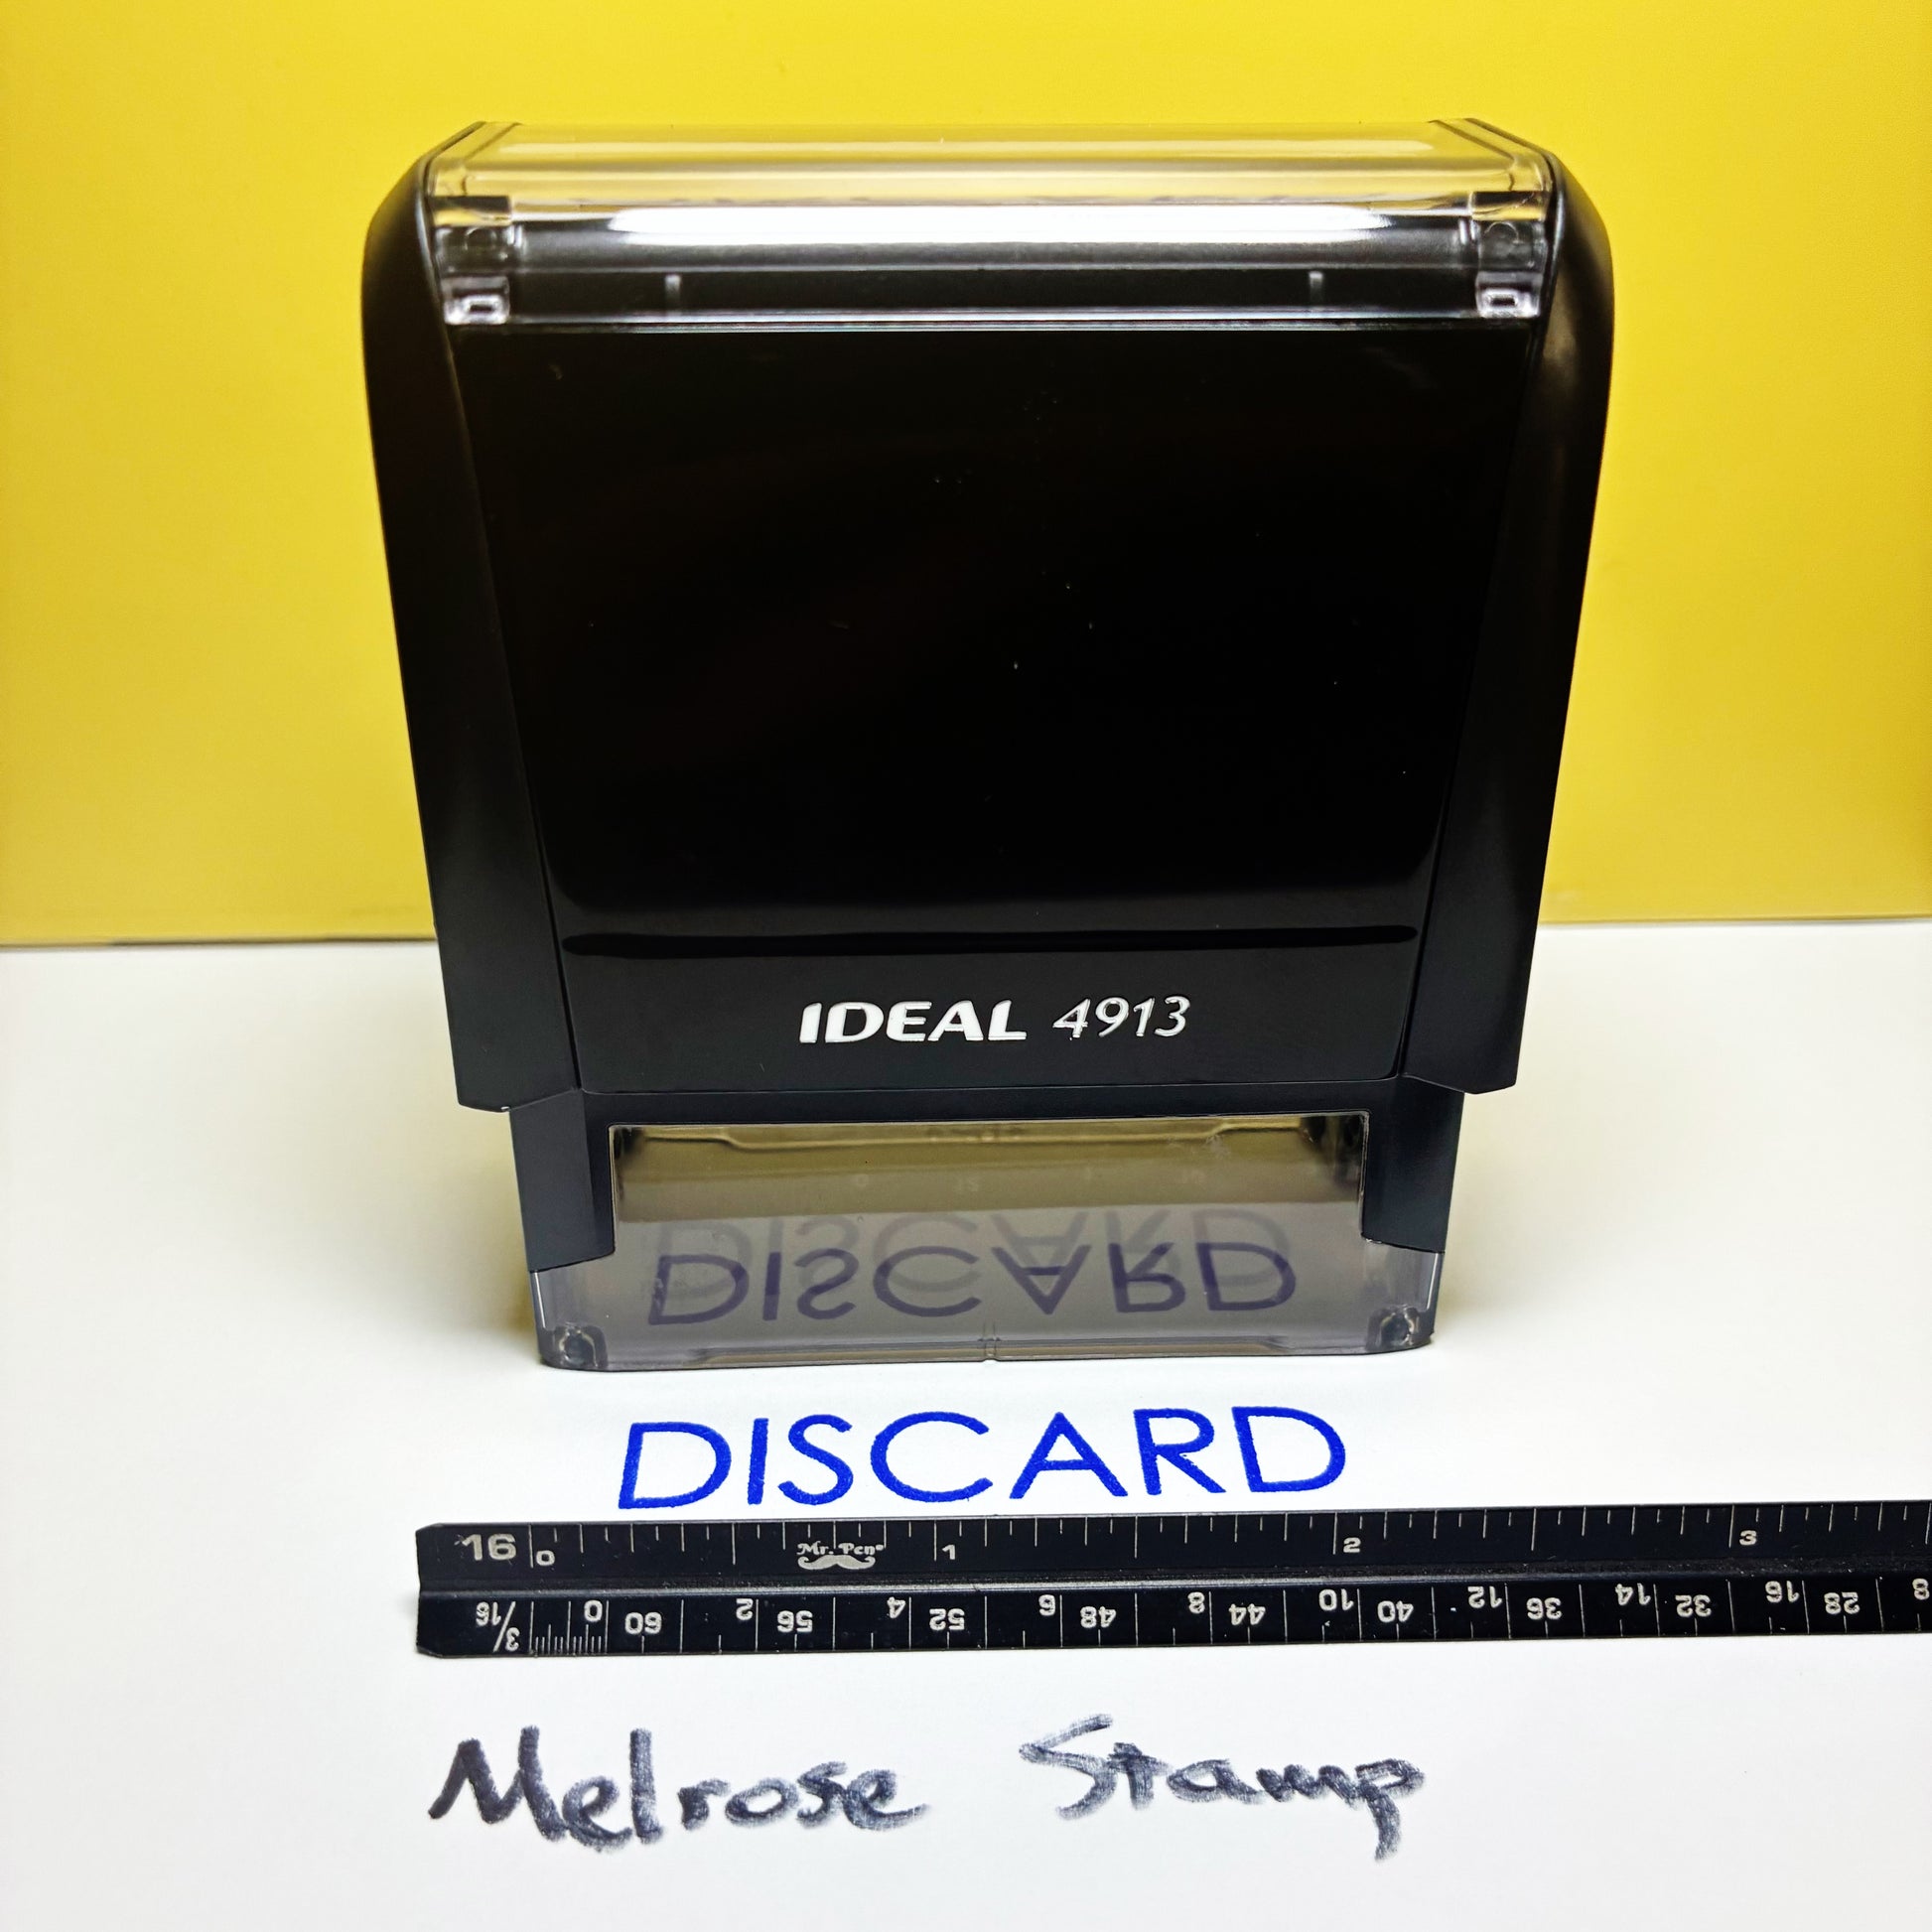 IDEAL 4913
DISCARD
DISCARD
16 0 Mr. Pen® 1 2 3
3/16 0 60 2 56 4 52 6 48 8 44 10 40 12 36 14 32 16 28 8
Melrose Stamp